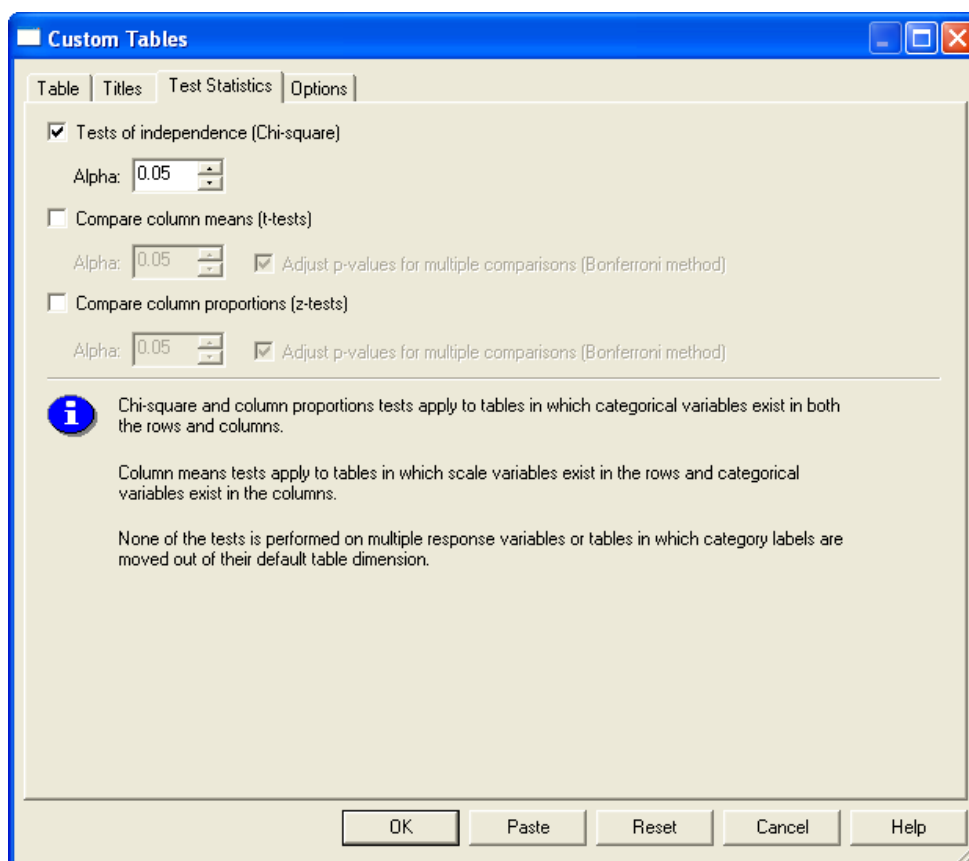 Custom Tables
Table
Titles
Test Statistics
Options
Tests of independence (Chi-square)
Alpha: 0.05
Compare column means (t-tests)
Alpha: 0.05 Adjust p-values for multiple comparisons (Bonferroni method)
Compare column proportions (z-tests)
Alpha: 0.05 Adjust p-values for multiple comparisons (Bonferroni method)
Chi-square and column proportions tests apply to tables in which categorical variables exist in both
the rows and columns.
Column means tests apply to tables in which scale variables exist in the rows and categorical
variables exist in the columns.
None of the tests is performed on multiple response variables or tables in which category labels are
moved out of their default table dimension.
OK
Paste
Reset
Cancel
Help